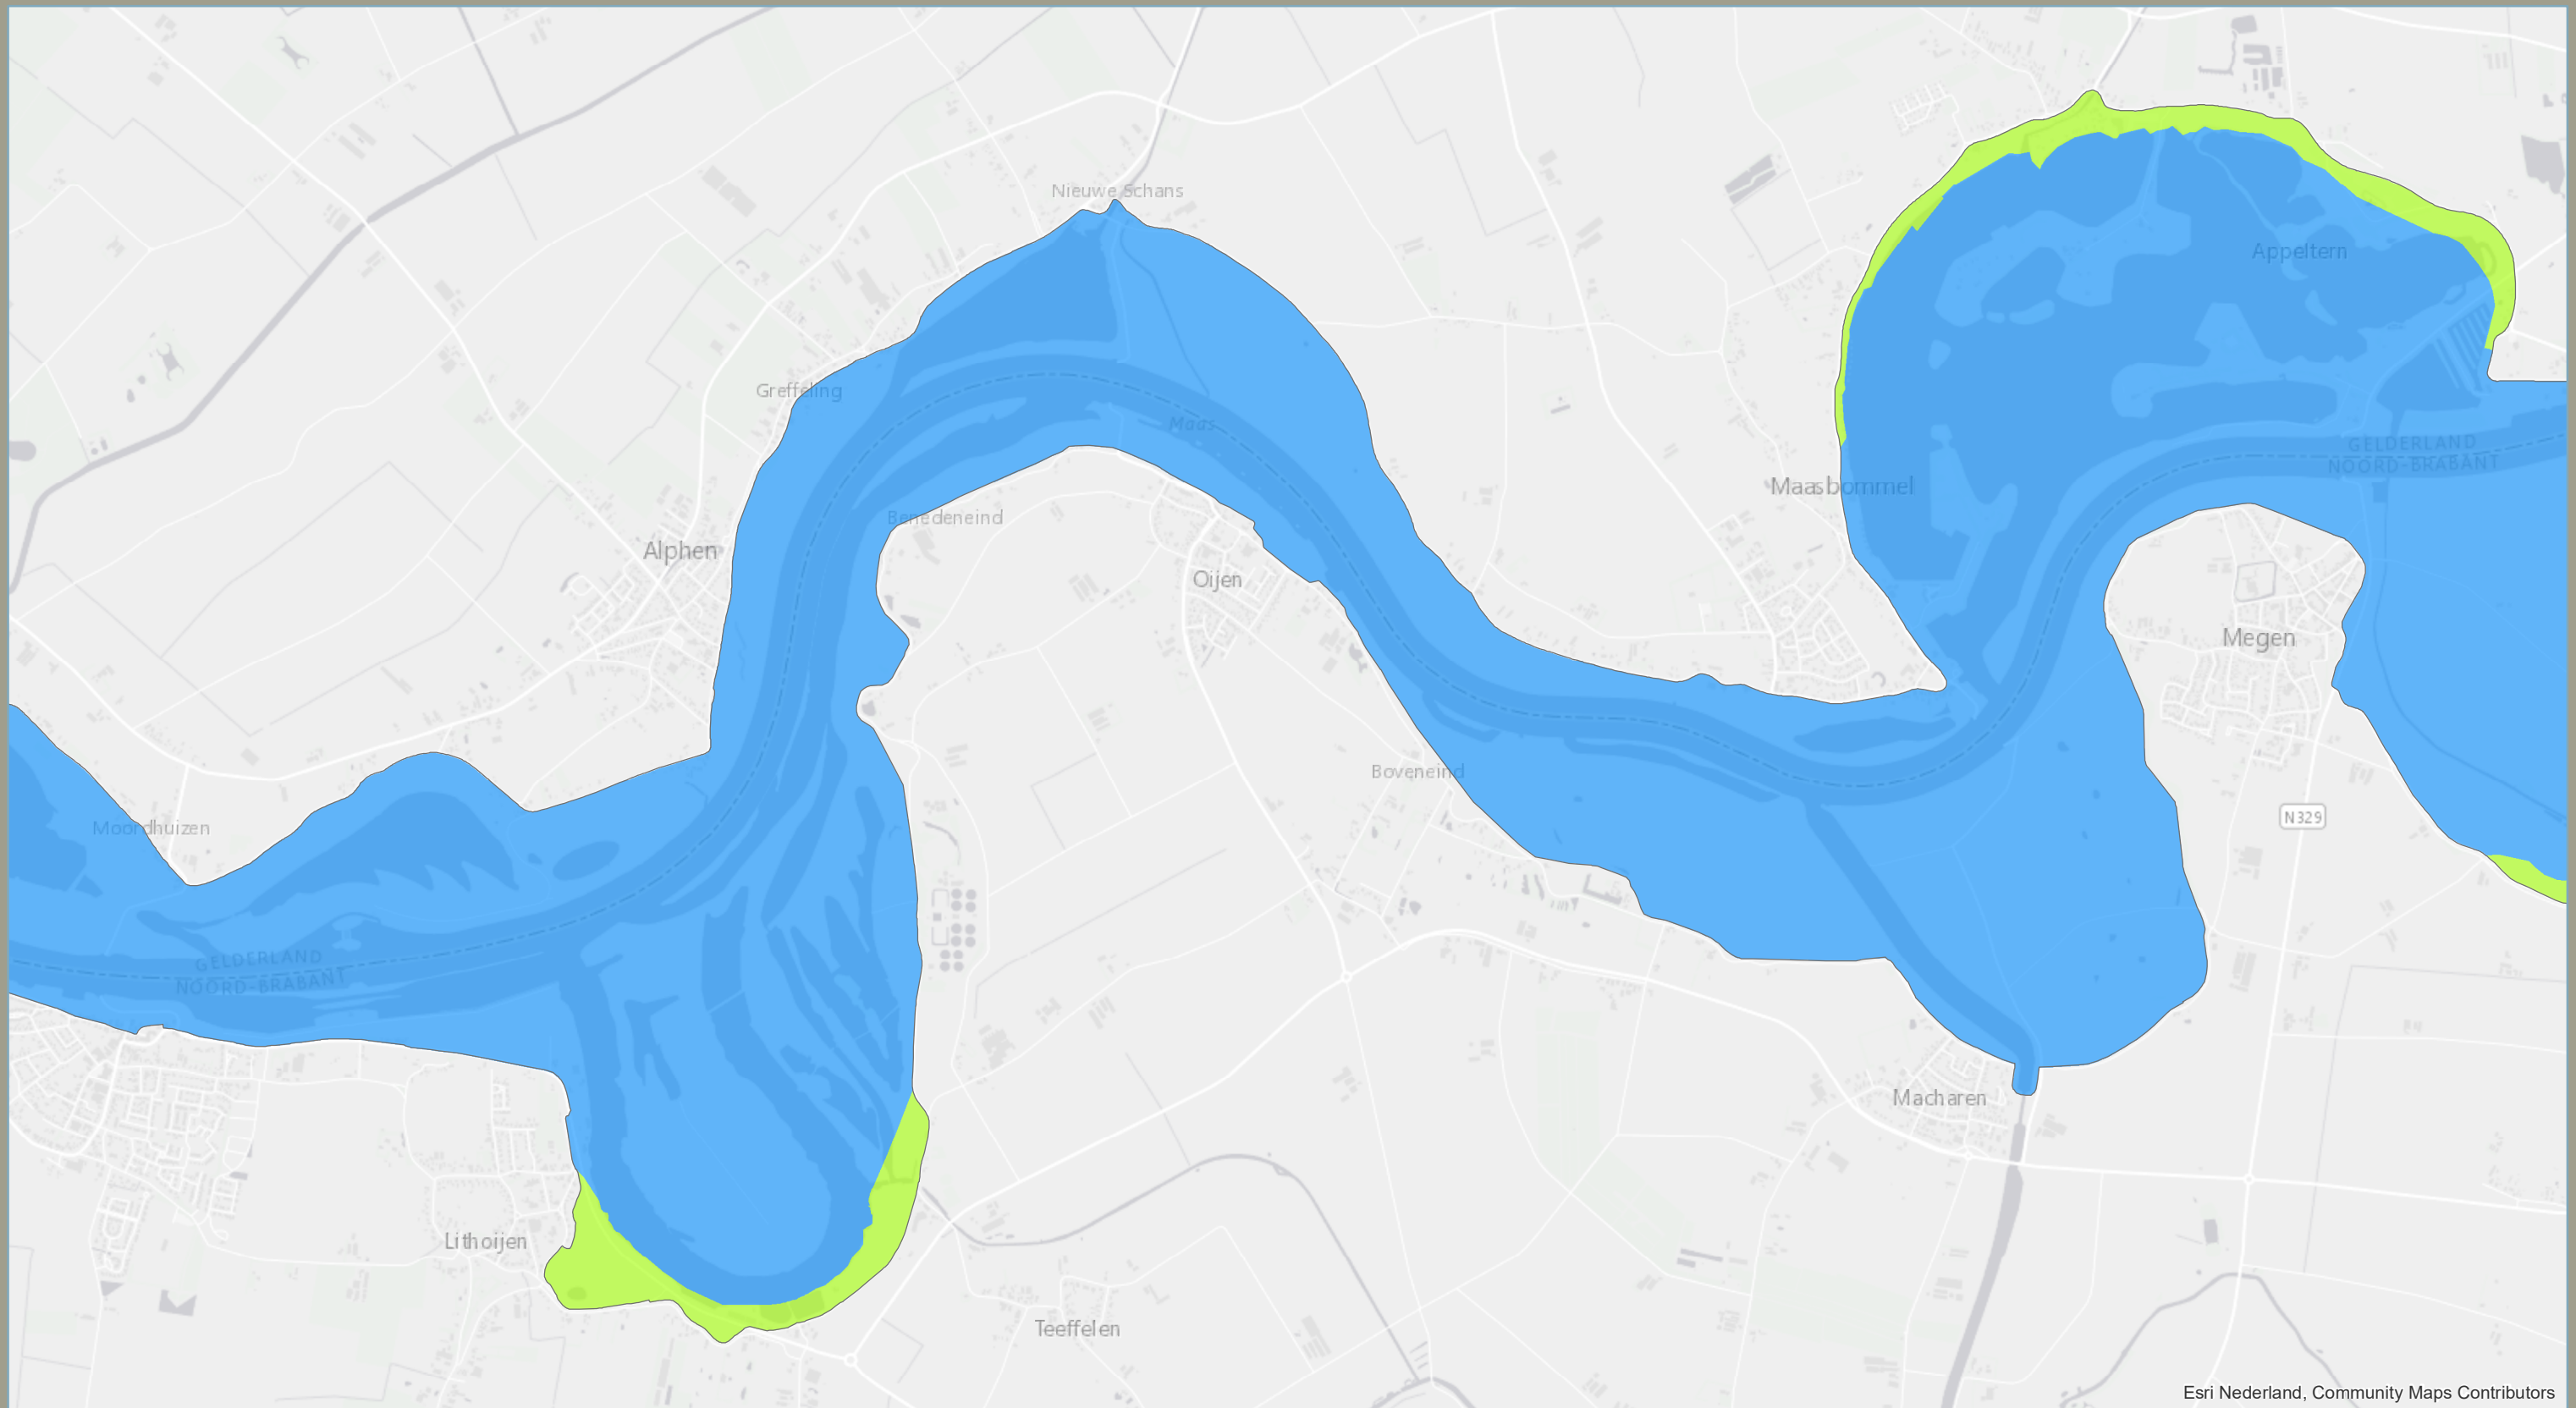 Nieuwe Schans
Appeltern
Greffeling
Maas
GELDERLAND
NOORD-BRABANT
Maasbommel
Benedeneind
Alphen
Oijen
Megen
Boveneind
N329
Moordhuizen
GELDERLAND
NOORD-BRABANT
Macharen
Lithoijen
Teeffelen
Esri Nederland, Community Maps Contributors